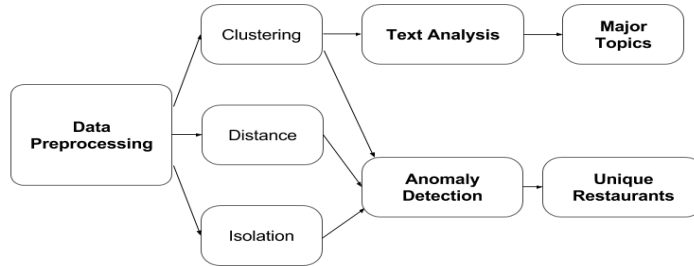 Clustering
Text Analysis
Major
Topics
Data
Preprocessing
Distance
Anomaly
Detection
Unique
Restaurants
Isolation